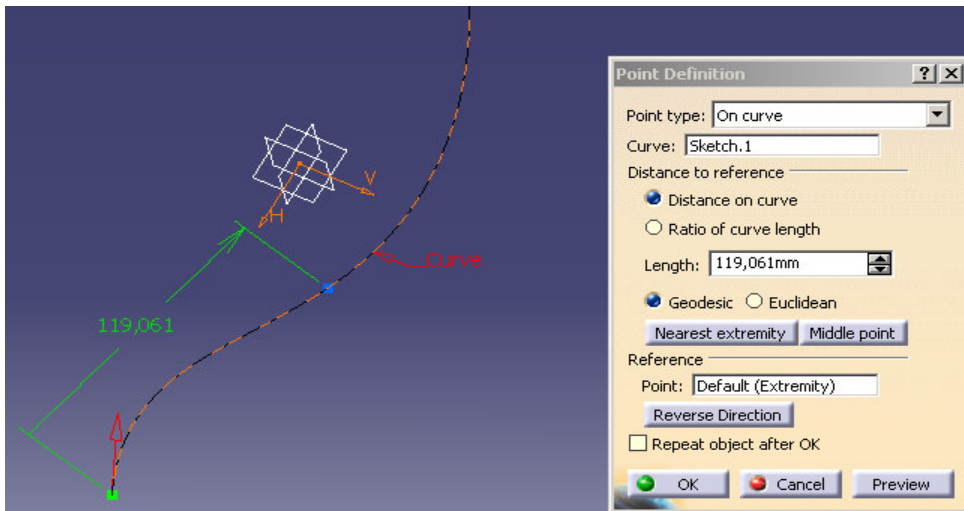 V
H
Curve
119,061
Point Definition
Point type: On curve
Curve: Sketch.1
Distance to reference
Distance on curve
Ratio of curve length
Length: 119,061mm
Geodesic Euclidean
Nearest extremity Middle point
Reference
Point: Default (Extremity)
Reverse Direction
Repeat object after OK
OK Cancel Preview